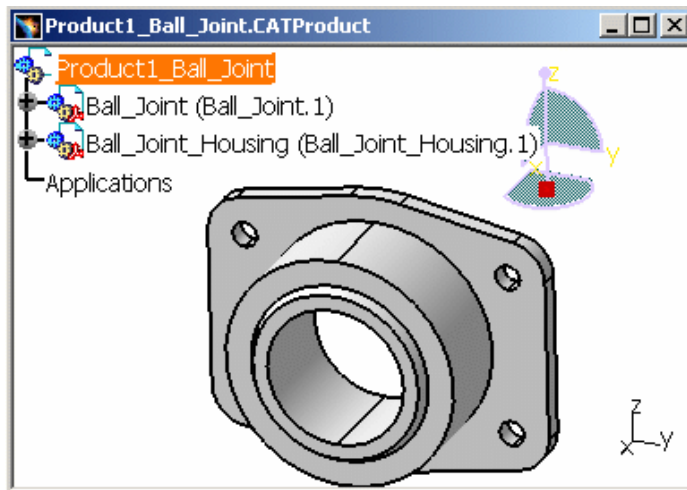 Product1_Ball_Joint.CATProduct
Product1_Ball_Joint
Ball_Joint (Ball_Joint.1)
Ball_Joint_Housing (Ball_Joint_Housing.1)
Applications
z
y
x
z
y
x